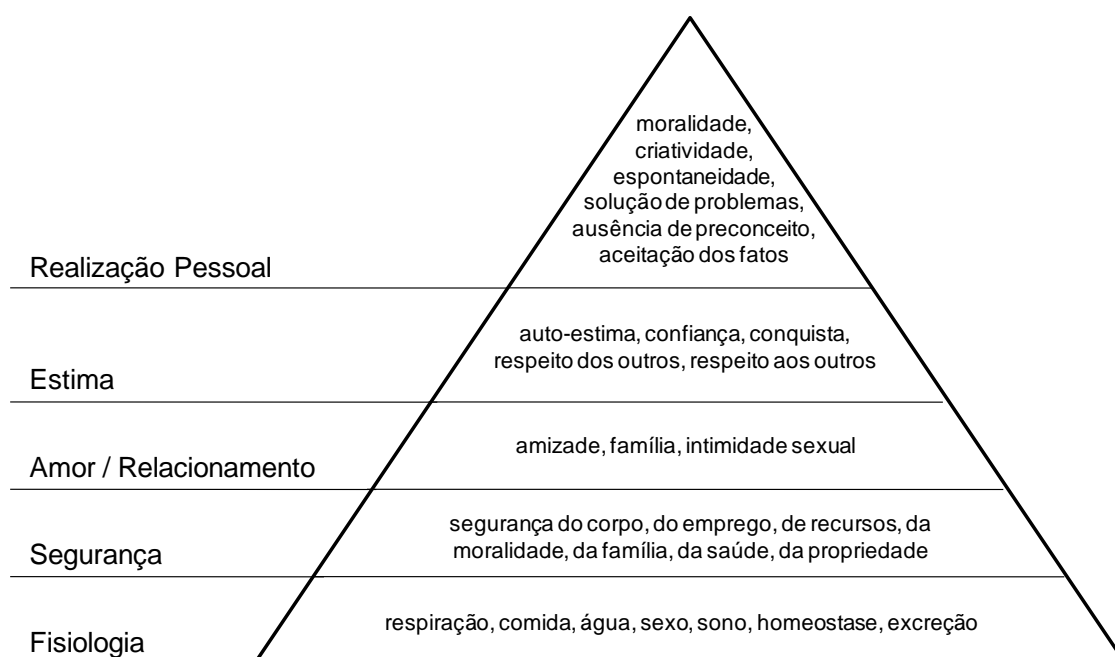 moralidade,
criatividade,
espontaneidade,
solução de problemas,
ausência de preconceito,
aceitação dos fatos
Realização Pessoal
auto-estima, confiança, conquista,
respeito dos outros, respeito aos outros
Estima
amizade, família, intimidade sexual
Amor / Relacionamento
segurança do corpo, do emprego, de recursos, da
moralidade, da família, da saúde, da propriedade
Segurança
respiração, comida, água, sexo, sono, homeostase, excreção
Fisiologia